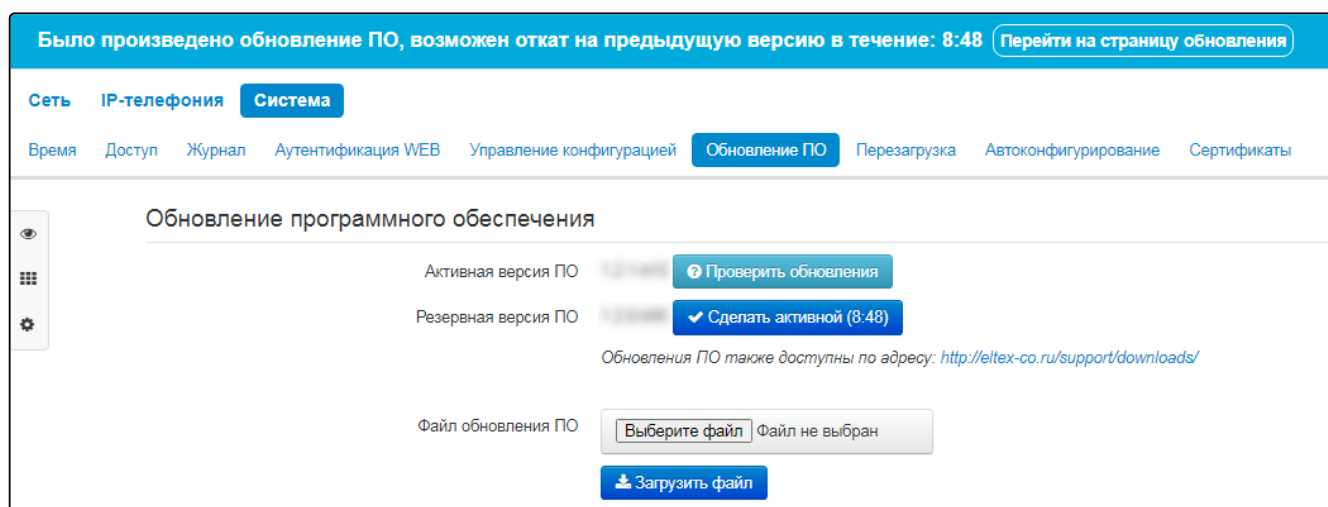 Было произведено обновление ПО, возможен откат на предыдущую версию в течение: 8:48 Перейти на страницу обновления
Сеть IP-телефония Система
Время Доступ Журнал Аутентификация WEB Управление конфигурацией Обновление ПО Перезагрузка Автоконфигурирование Сертификаты
Обновление программного обеспечения
Активная версия ПО Проверить обновления
Резервная версия ПО Сделать активной (8:48)
Обновления ПО также доступны по адресу: http://eltex-co.ru/support/downloads/
Файл обновления ПО Выберите файл Файл не выбран
Загрузить файл